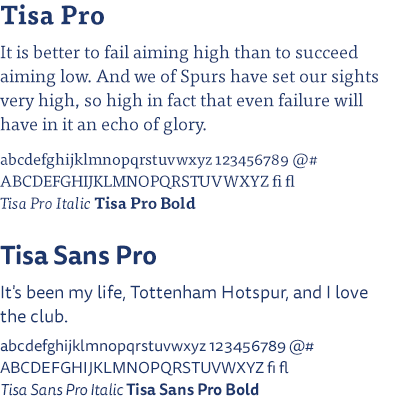 Tisa Pro
It is better to fail aiming high than to succeed
aiming low. And we of Spurs have set our sights
very high, so high in fact that even failure will
have in it an echo of glory.
abcdefghijklmnopqrstuvwxyz 123456789 @#
ABCDEFGHIJKLMNOPQRSTUVWXYZ fi fl
Tisa Pro Italic Tisa Pro Bold
Tisa Sans Pro
It's been my life, Tottenham Hotspur, and I love
the club.
abcdefghijklmnopqrstuvwxyz 123456789 @#
ABCDEFGHIJKLMNOPQRSTUVWXYZ fi fl
Tisa Sans Pro Italic Tisa Sans Pro Bold